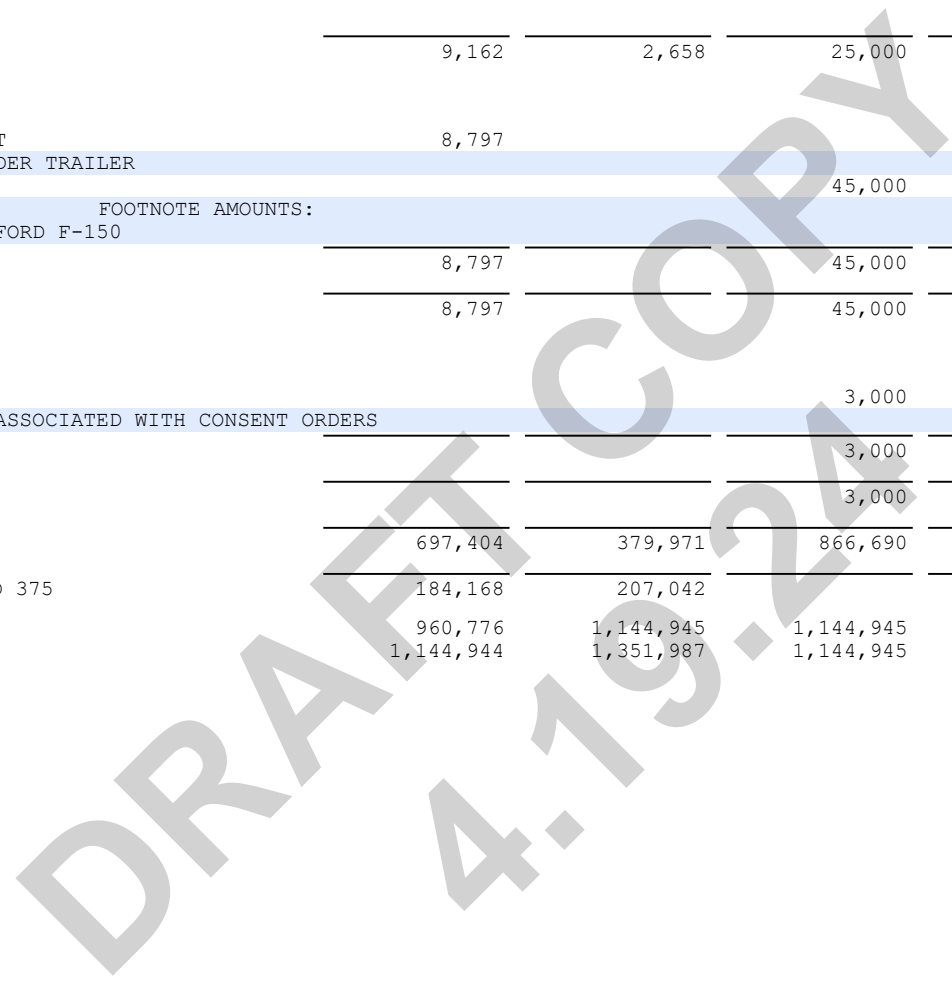 9,162 2,658 25,000
T 8,797
DER TRAILER
45,000
FOOTNOTE AMOUNTS:
FORD F-150
8,797 45,000
8,797 45,000
3,000
ASSOCIATED WITH CONSENT ORDERS
3,000
3,000
697,404 379,971 866,690
375 184,168 207,042
960,776 1,144,945 1,144,945
1,144,944 1,351,987 1,144,945
DRAFT COPY
4.19.24